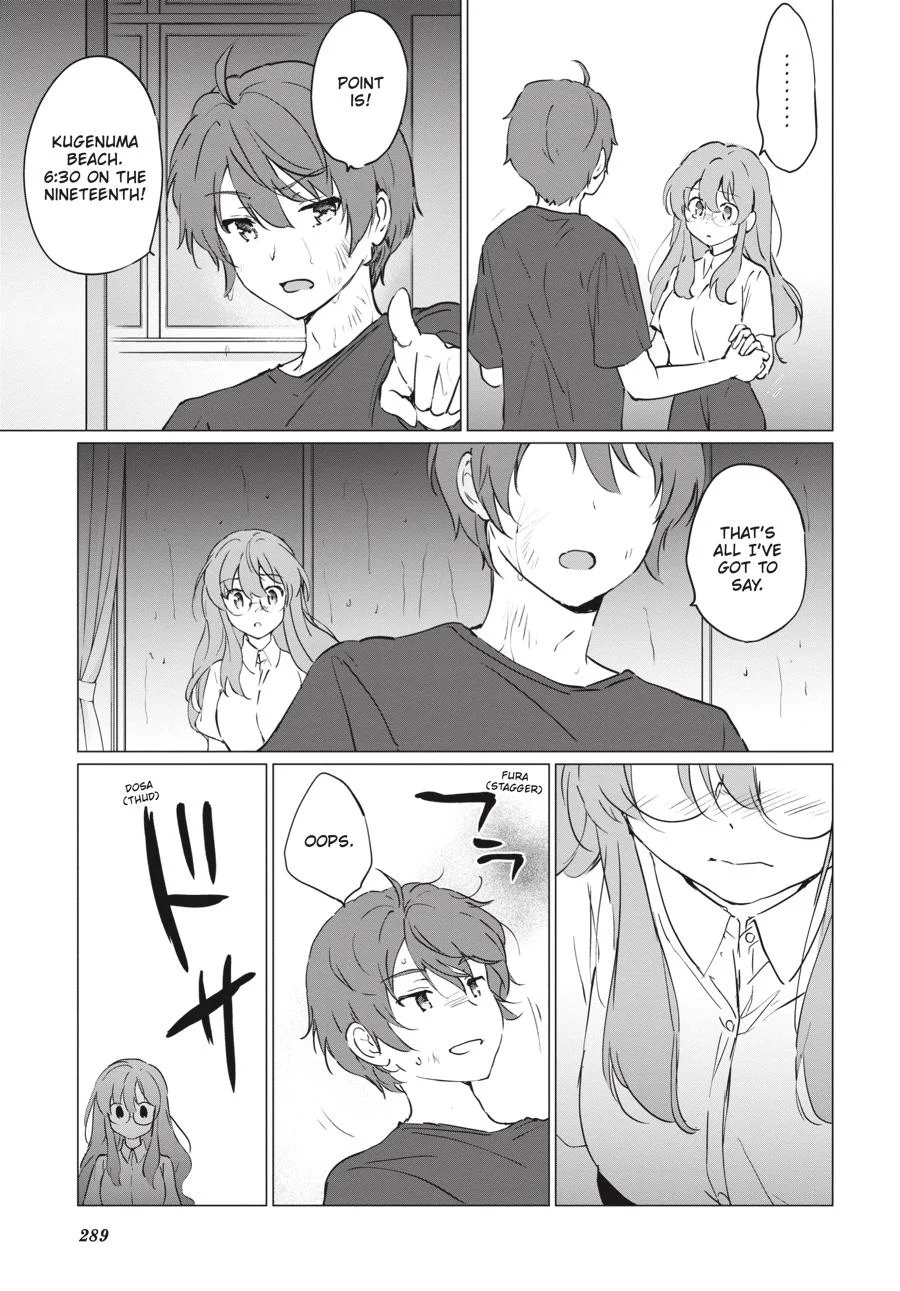 .........
POINT
IS!
KUGENUMA
BEACH.
6:30 ON THE
NINETEENTH!
THAT'S
ALL I'VE
GOT TO
SAY.
FURA
(STAGGER)
フラ
OOPS.
DOSA
(THUD)
ドサ
289